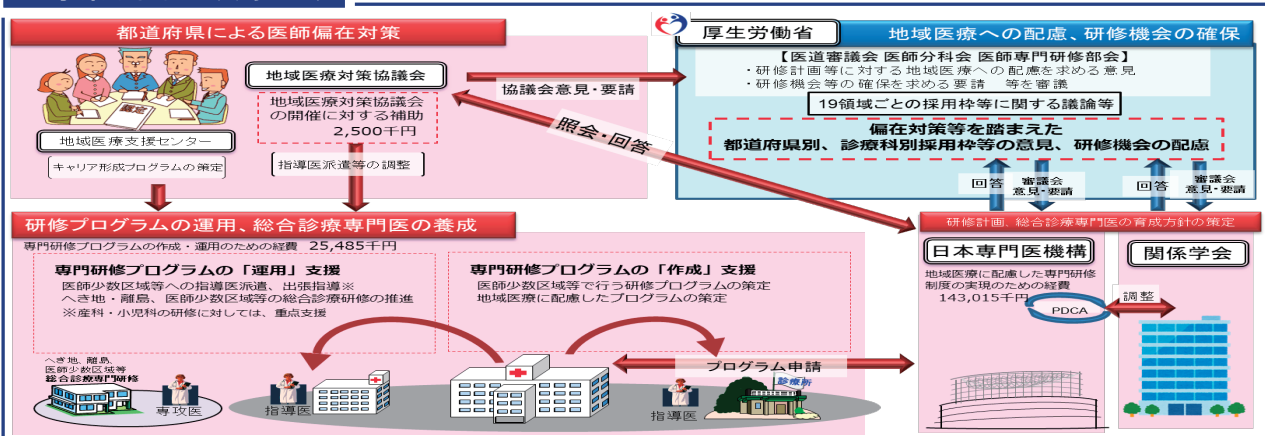 都道府県による医師偏在対策
地域医療対策協議会
地域医療対策協議会
の開催に対する補助
2,500千円
地域医療支援センター
キャリア形成プログラムの策定
指導医派遣等の調整
協議会意見・要請
照会・回答
厚生労働省
地域医療への配慮、研修機会の確保
【医道審議会 医師分科会 医師専門研修部会】
・研修計画等に対する地域医療への配慮を求める意見
・研修機会等の確保を求める要請 等を審議
19領域ごとの採用枠等に関する議論等
偏在対策等を踏まえた
都道府県別、診療科別採用枠等の意見、研修機会の配慮
回答
審議会
意見・要請
回答
審議会
意見・要請
研修プログラムの運用、総合診療専門医の養成
専門研修プログラムの作成・運用のための経費 25,485千円
専門研修プログラムの「運用」支援
医師少数区域等への指導医派遣、出張指導※
へき地・離島、医師少数区域等の総合診療研修の推進
※産科・小児科の研修に対しては、重点支援
専門研修プログラムの「作成」支援
医師少数区域等で行う研修プログラムの策定
地域医療に配慮したプログラムの策定
へき地、離島、
医師少数区域等
総合診療専門研修
専攻医
指導医
指導医
診療所
プログラム申請
研修計画、総合診療専門医の育成方針の策定
日本専門医機構
地域医療に配慮した専門研修
制度の実現のための経費
143,015千円
PDCA
関係学会
調整